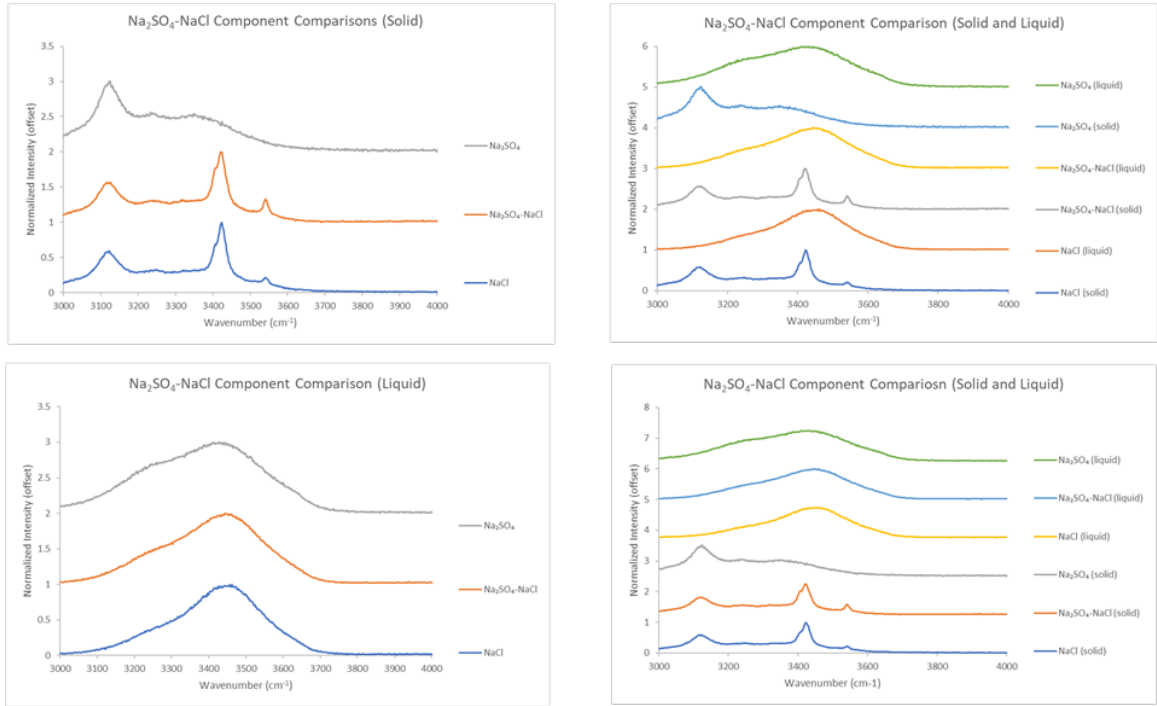 Na₂SO₄-NaCl Component Comparisons (Solid)
Normalized Intensity (offset)
3.5
3
2.5
2
1.5
1
0.5
0
3000 3100 3200 3300 3400 3500 3600 3700 3800 3900 4000
Wavenumber (cm⁻¹)
Na₂SO₄
Na₂SO₄-NaCl
NaCl
Na₂SO₄-NaCl Component Comparison (Solid and Liquid)
Normalized Intensity (offset)
6
5
4
3
2
1
0
3000 3200 3400 3600 3800 4000
Wavenumber (cm⁻¹)
Na₂SO₄ (liquid)
Na₂SO₄ (solid)
Na₂SO₄-NaCl (liquid)
Na₂SO₄-NaCl (solid)
NaCl (liquid)
NaCl (solid)
Na₂SO₄-NaCl Component Comparison (Liquid)
Normalized Intensity (offset)
3.5
3
2.5
2
1.5
1
0.5
0
3000 3100 3200 3300 3400 3500 3600 3700 3800 3900 4000
Wavenumber (cm⁻¹)
Na₂SO₄
Na₂SO₄-NaCl
NaCl
Na₂SO₄-NaCl Component Compariosn (Solid and Liquid)
Normalized Intensity (offset)
8
7
6
5
4
3
2
1
0
3000 3200 3400 3600 3800 4000
Wavenumber (cm-1)
Na₂SO₄ (liquid)
Na₂SO₄-NaCl (liquid)
NaCl (liquid)
Na₂SO₄ (solid)
Na₂SO₄-NaCl (solid)
NaCl (solid)